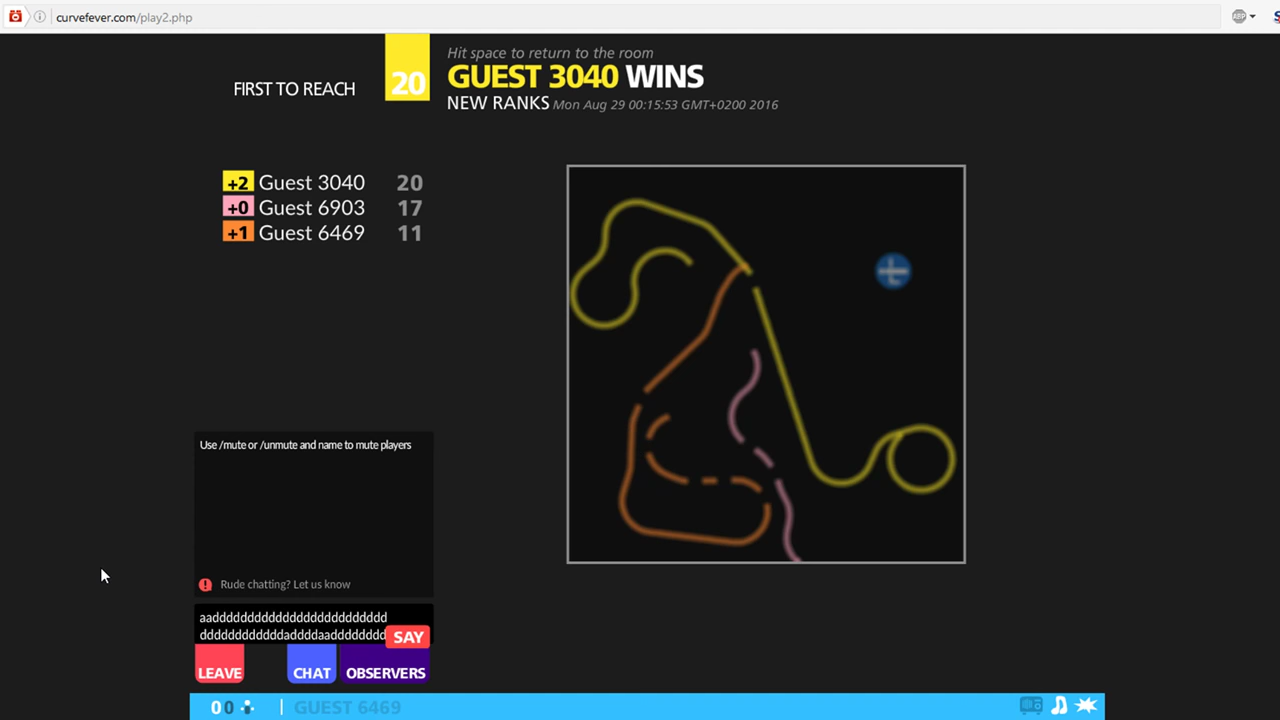 curvefever.com/play2.php
ABP
Hit space to return to the room
FIRST TO REACH
20
GUEST 3040 WINS
NEW RANKS Mon Aug 29 00:15:53 GMT+0200 2016
+2 Guest 3040 20
+0 Guest 6903 17
+1 Guest 6469 11
Use /mute or /unmute and name to mute players
Rude chatting? Let us know
SAY
LEAVE
CHAT
OBSERVERS
00
GUEST 6469